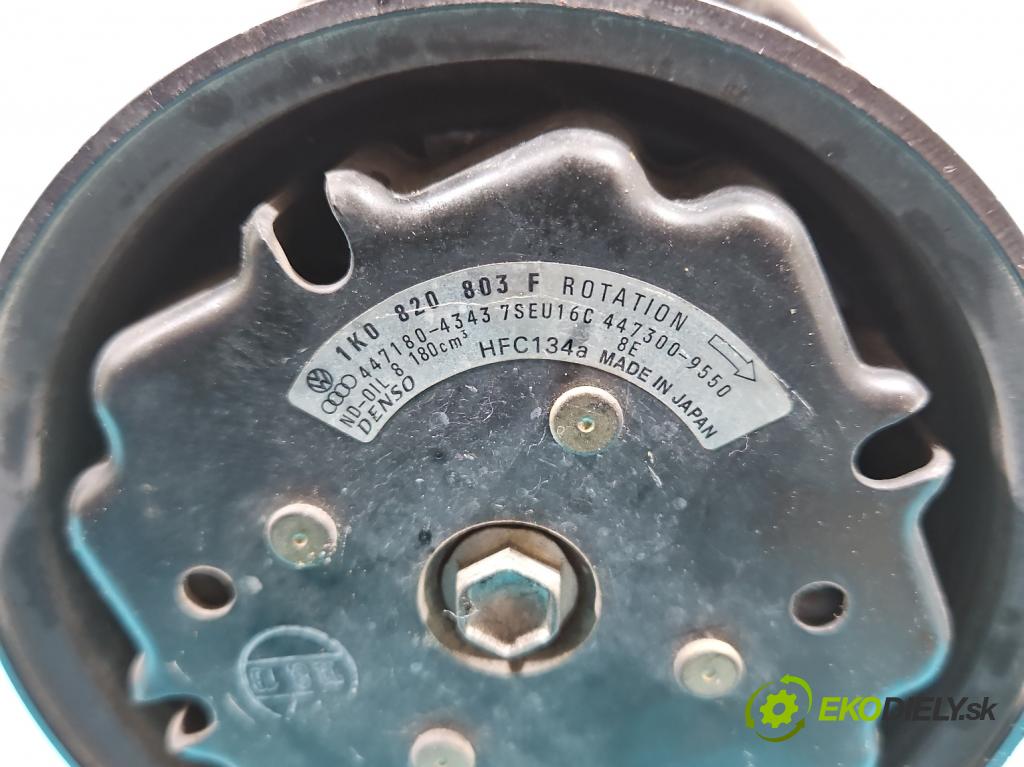 1K0 820 803 F ROTATION
447180-4343 7SEU16C 447300-9550
ND-OIL 8 180cm³ HFC134a 8E
DENSO MADE IN JAPAN
EKODIELY.sk